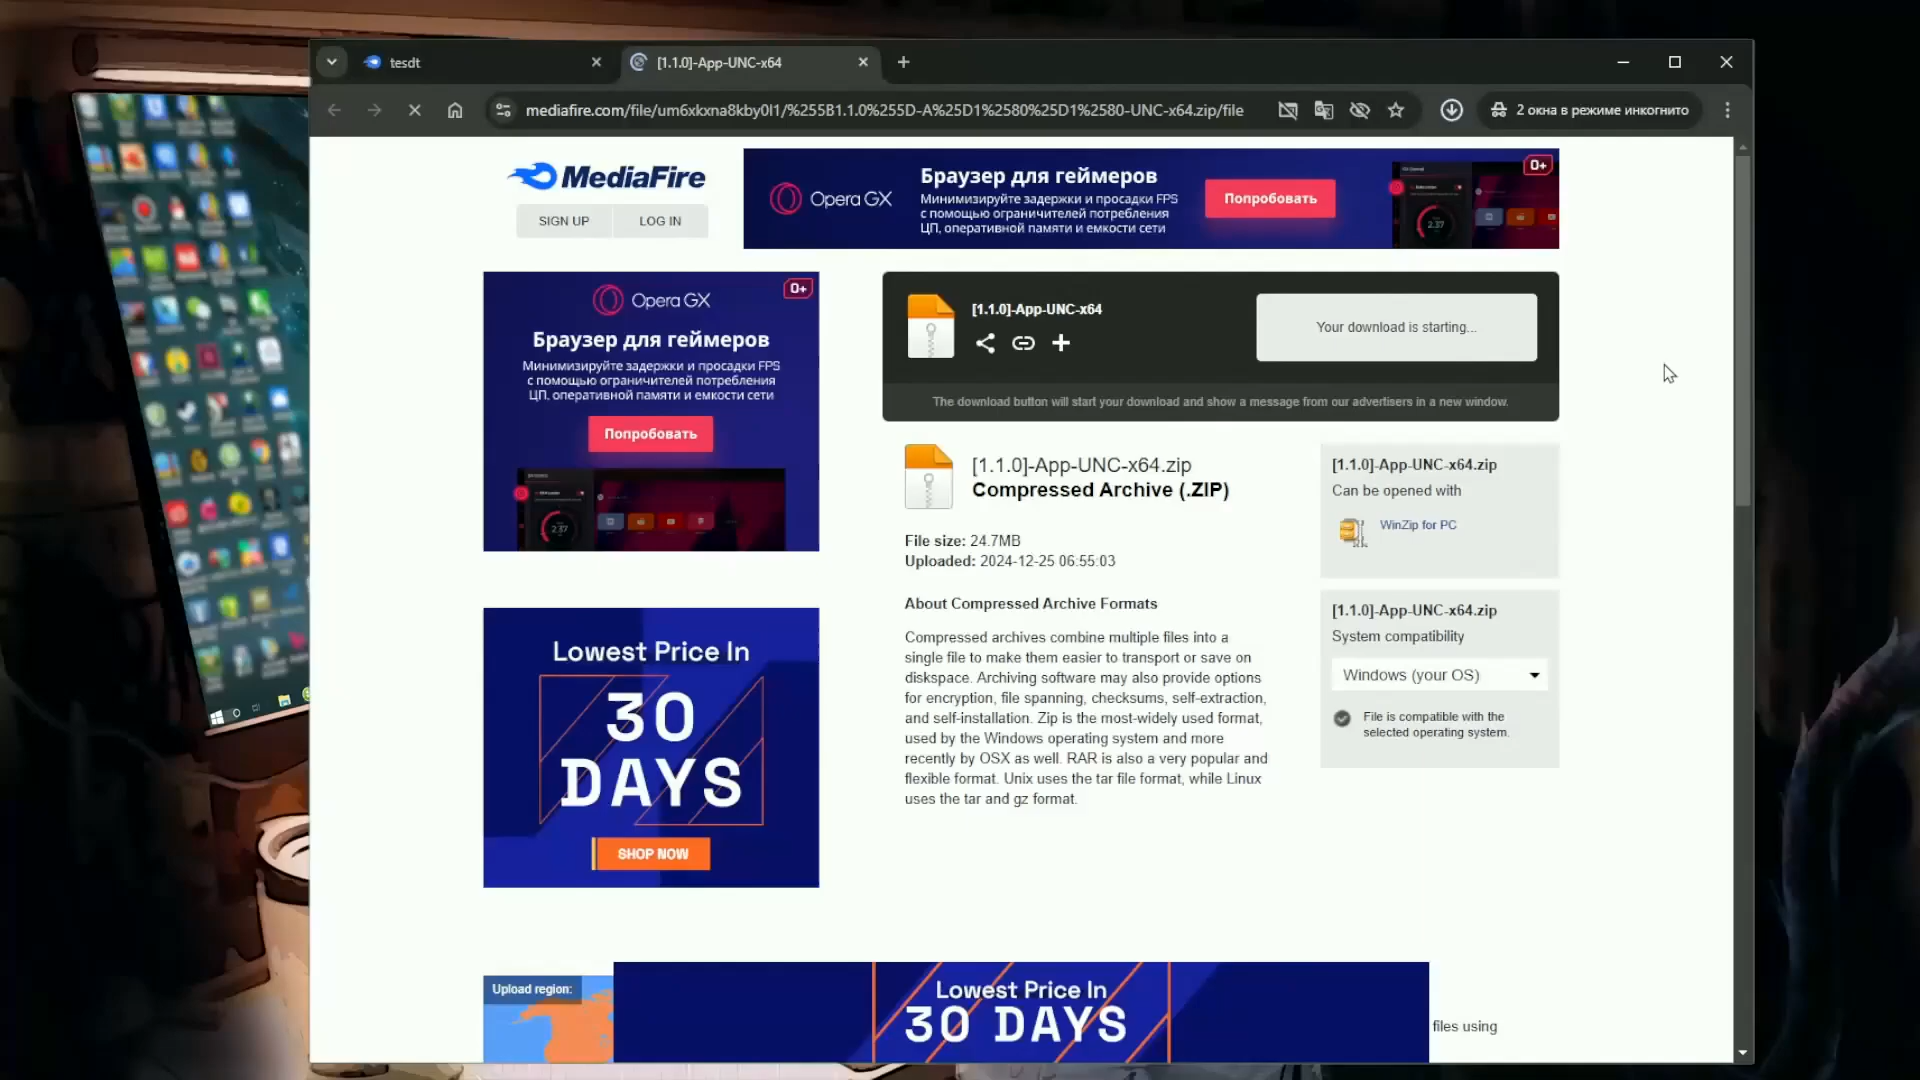 tesdt
[1.1.0]-App-UNC-x64
mediafire.com/file/um6xkxna8kby0l1/%255B1.1.0%255D-A%25D1%2580%25D1%2580-UNC-x64.zip/file
2 окна в режиме инкогнито
MediaFire
SIGN UP
LOG IN
Opera GX
Браузер для геймеров
Минимизируйте задержки и просадки FPS
с помощью ограничителей потребления
ЦП, оперативной памяти и емкости сети
Попробовать
0+
2.37
Opera GX
0+
Браузер для геймеров
Минимизируйте задержки и просадки FPS
с помощью ограничителей потребления
ЦП, оперативной памяти и емкости сети
Попробовать
2.37
[1.1.0]-App-UNC-x64
Your download is starting...
The download button will start your download and show a message from our advertisers in a new window.
[1.1.0]-App-UNC-x64.zip
Compressed Archive (.ZIP)
File size: 24.7MB
Uploaded: 2024-12-25 06:55:03
About Compressed Archive Formats
Compressed archives combine multiple files into a
single file to make them easier to transport or save on
diskspace. Archiving software may also provide options
for encryption, file spanning, checksums, self-extraction,
and self-installation. Zip is the most-widely used format,
used by the Windows operating system and more
recently by OSX as well. RAR is also a very popular and
flexible format. Unix uses the tar file format, while Linux
uses the tar and gz format.
[1.1.0]-App-UNC-x64.zip
Can be opened with
WinZip for PC
[1.1.0]-App-UNC-x64.zip
System compatibility
Windows (your OS)
File is compatible with the
selected operating system.
Lowest Price In
30
DAYS
SHOP NOW
Upload region:
Lowest Price In
30 DAYS
files using